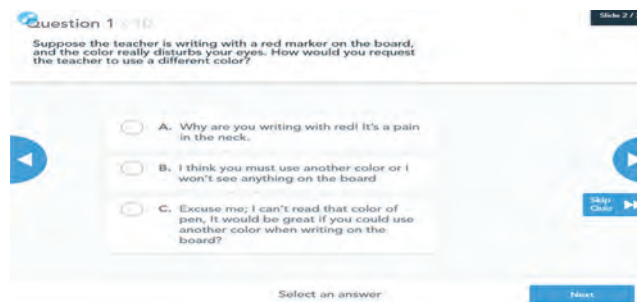 Question 1
Slide 2 /
Suppose the teacher is writing with a red marker on the board,
and the color really disturbs your eyes. How would you request
the teacher to use a different color?
A. Why are you writing with red! It's a pain
in the neck.
B. I think you must use another color or I
won't see anything on the board
C. Excuse me; I can't read that color of
pen, It would be great if you could use
another color when writing on the
board?
Skip
Quiz
Select an answer
Next